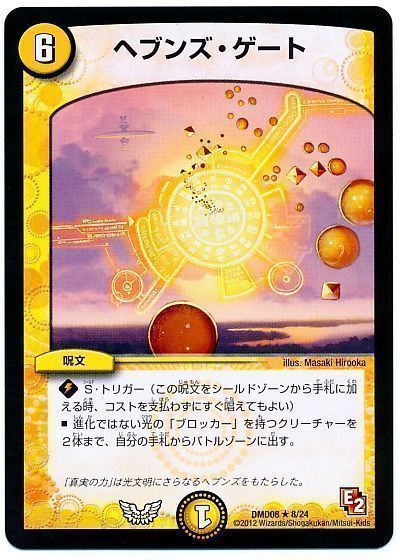 6
ヘブンズ・ゲート
呪文
illus. Masaki Hirooka
S・トリガー（この呪文をシールドゾーンから手札に加
える時、コストを支払わずにすぐ唱えてもよい）
■ 進化ではない光の「ブロッカー」を持つクリーチャーを
２体まで、自分の手札からバトルゾーンに出す。
「真実の力」は光文明にさらなるヘブンズをもたらした。
1
E2
DMD08 ★ 8/24
©2012 Wizards/Shogakukan/Mitsui-Kids